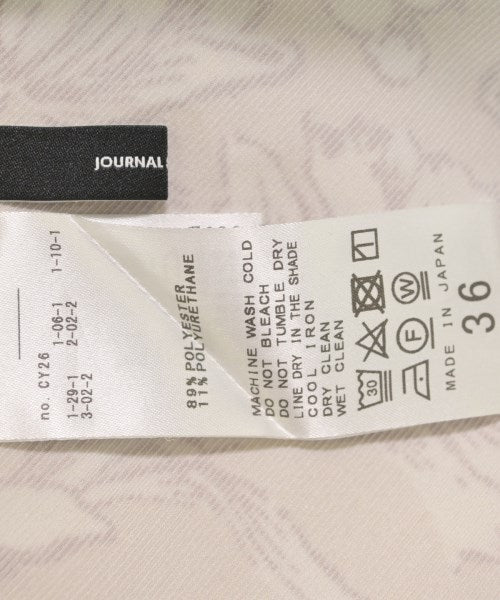 JOURNAL
no. CY26
1-29-1 1-06-1 1-10-1
3-02-2 2-02-2
89% POLYESTER
11% POLYURETHANE
MACHINE WASH COLD
DO NOT BLEACH
DO NOT TUMBLE DRY
LINE DRY IN THE SHADE
COOL IRON
DRY CLEAN
WET CLEAN
30
F
W
MADE IN JAPAN
36